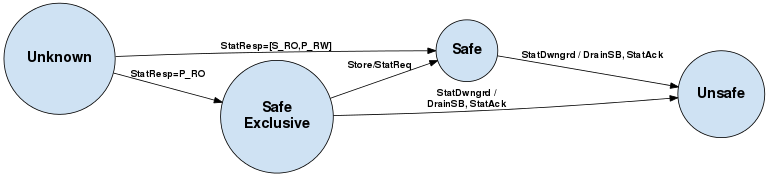 Unknown
StatResp=[S_RO,P_RW]
StatResp=P_RO
Safe
Exclusive
Store/StatReq
Safe
StatDwngrd / DrainSB, StatAck
StatDwngrd /
DrainSB, StatAck
Unsafe